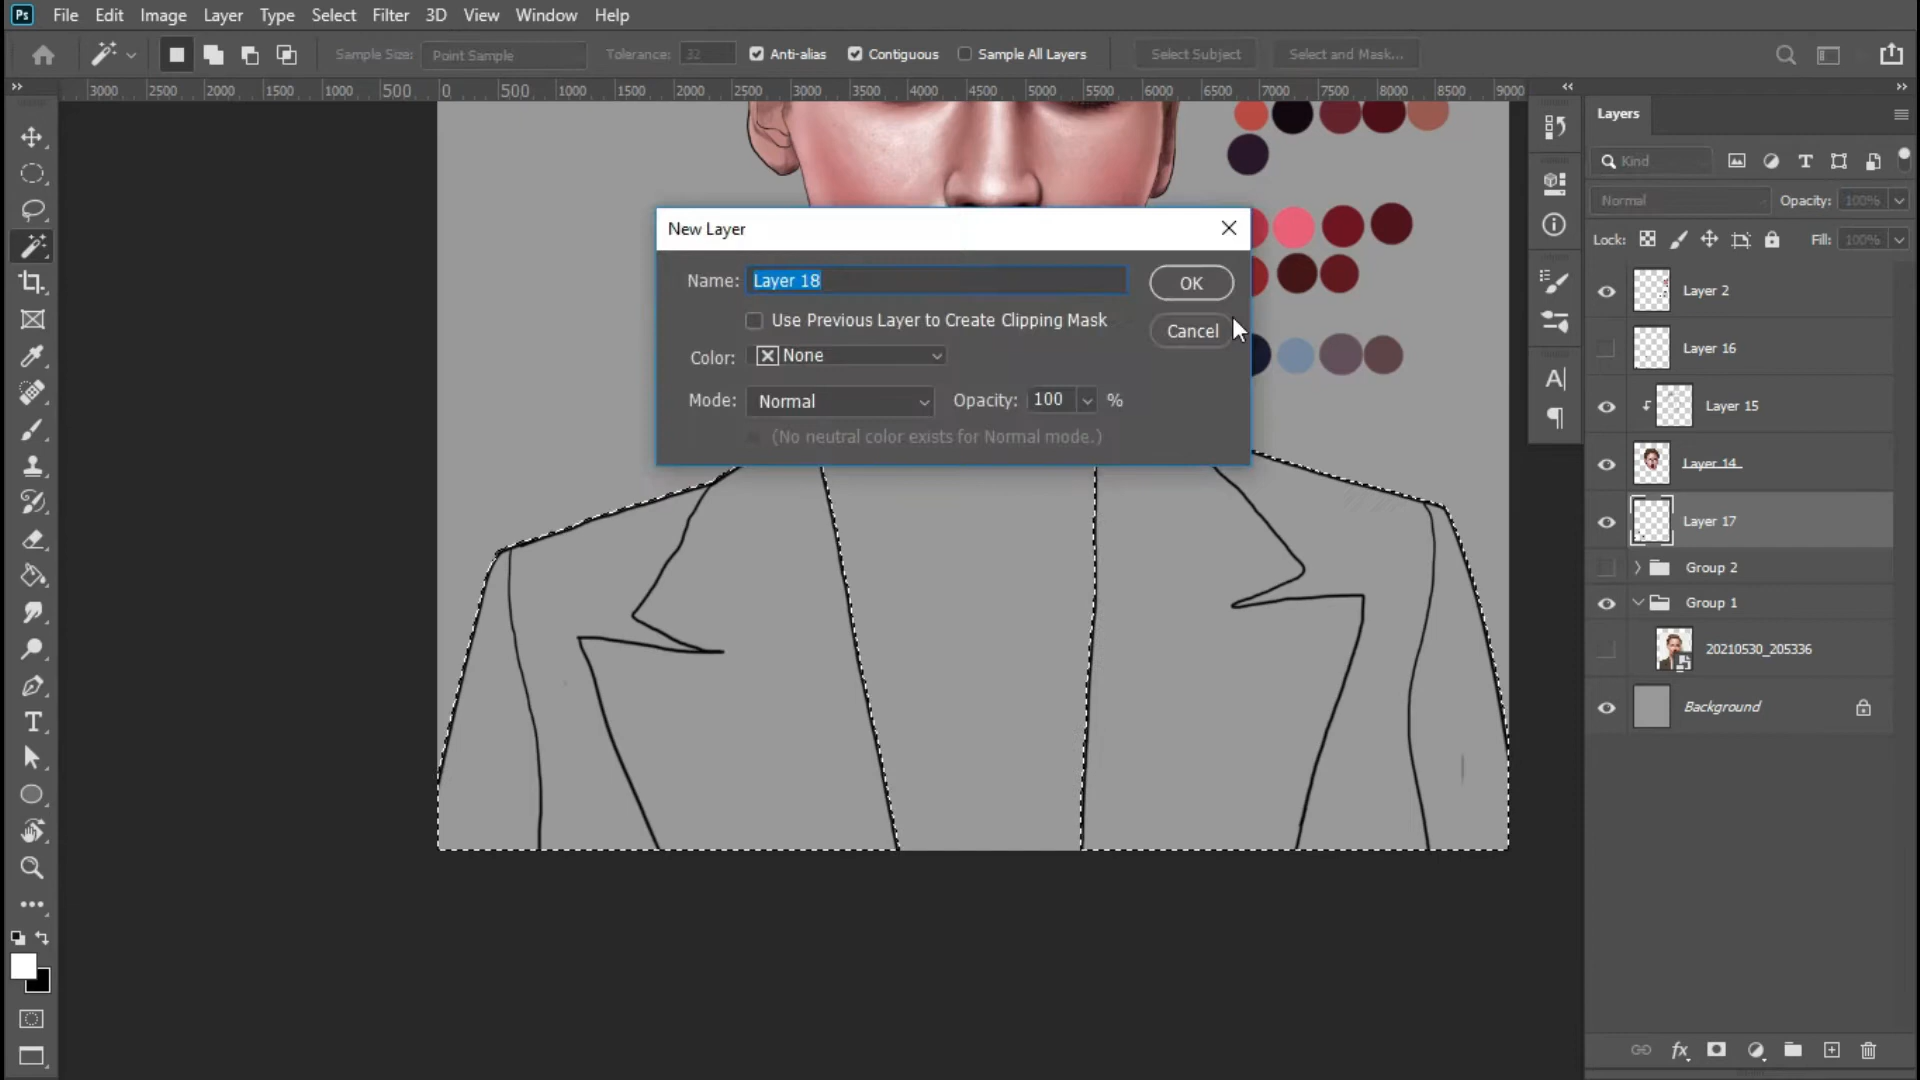 Ps File Edit Image Layer Type Select Filter 3D View Window Help
Sample Size: Point Sample Tolerance: 32 Anti-alias Contiguous Sample All Layers Select Subject Select and Mask...
3000 2500 2000 1500 1000 500 0 500 1000 1500 2000 2500 3000 3500 4000 4500 5000 5500 6000 6500 7000 7500 8000 8500 9000
Layers
Kind
Normal Opacity: 100%
Lock: Fill: 100%
Layer 2
Layer 16
Layer 15
Layer 14
Layer 17
Group 2
Group 1
20210530_205336
Background
New Layer
Name: Layer 18 OK
Use Previous Layer to Create Clipping Mask Cancel
Color: None
Mode: Normal Opacity: 100 %
(No neutral color exists for Normal mode.)